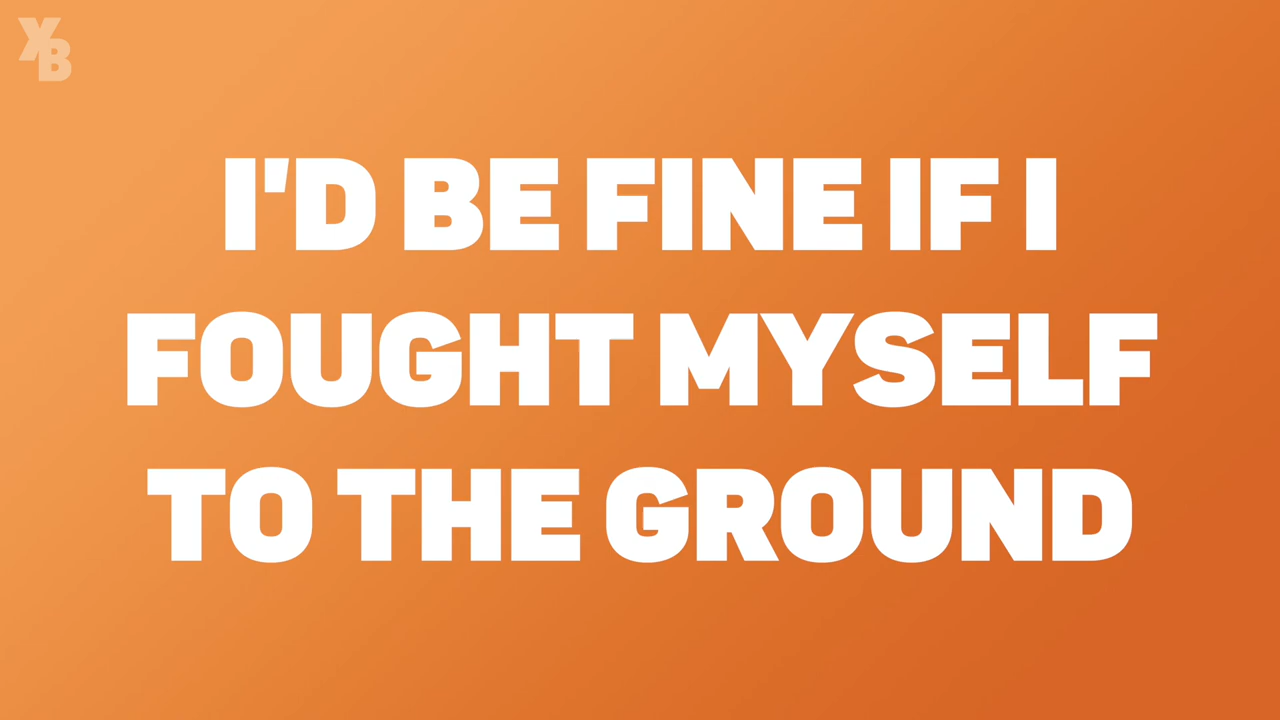 XB
I'D BE FINE IF I
FOUGHT MYSELF
TO THE GROUND